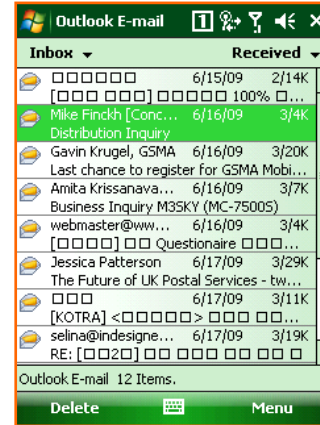 Outlook E-mail
Inbox Received
6/15/09 2/14K
100%
Mike Finckh [Conc... 6/16/09 3/4K
Distribution Inquiry
Gavin Krugel, GSMA 6/16/09 3/20K
Last chance to register for GSMA Mobi...
Amita Krissanava... 6/16/09 3/7K
Business Inquiry M3SKY (MC-7500S)
webmaster@ww... 6/16/09 3/4K
Questionaire
Jessica Patterson 6/17/09 3/29K
The Future of UK Postal Services - tw...
6/17/09 3/11K
[KOTRA]
selina@indesigne... 6/17/09 3/19K
RE:
Outlook E-mail 12 Items.
Delete Menu